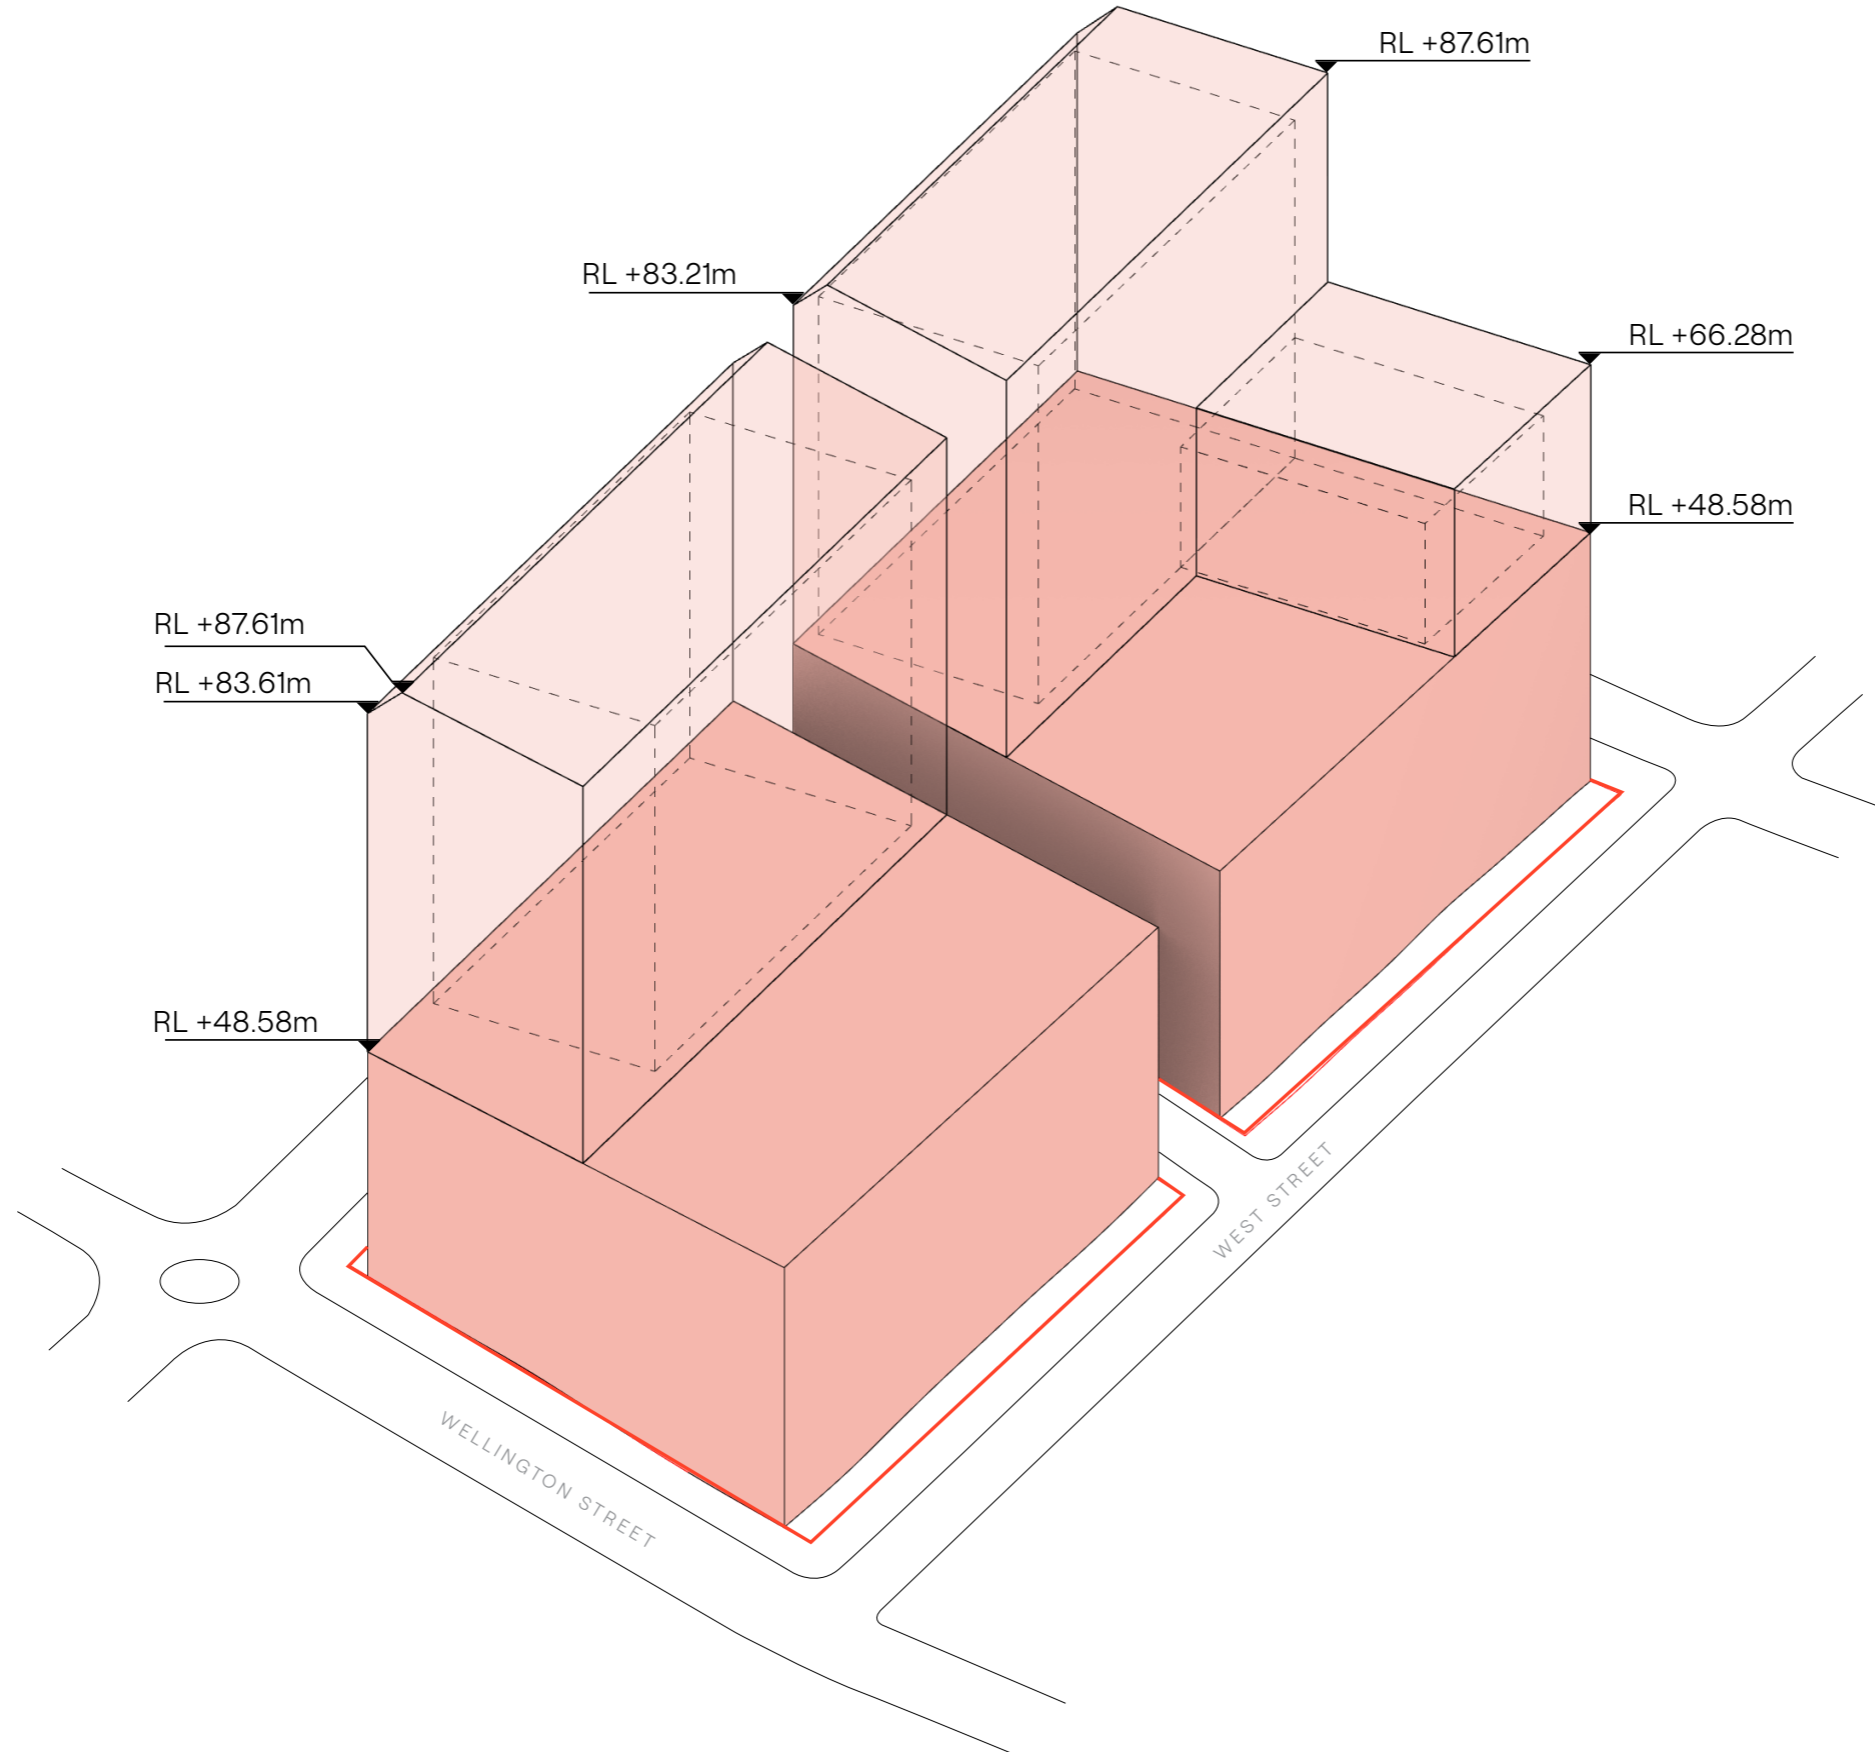 RL +87.61m
RL +83.21m
RL +66.28m
RL +48.58m
RL +87.61m
RL +83.61m
RL +48.58m
WEST STREET
WELLINGTON STREET